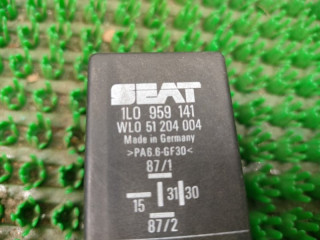 SEAT
1L0 959 141
WL0 51 204 004
Made in Germany
>PA6.6-GF30<
87/1
15 31 30
87/2